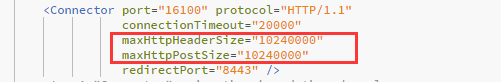 <Connector port="16100" protocol="HTTP/1.1"
connectionTimeout="20000"
maxHttpHeaderSize="10240000"
maxHttpPostSize="10240000"
redirectPort="8443" />